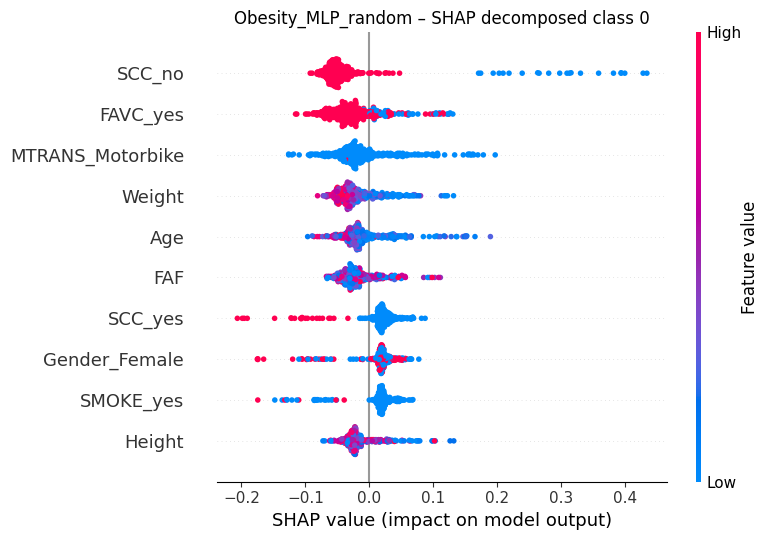 Obesity_MLP_random – SHAP decomposed class 0
High
SCC_no
FAVC_yes
MTRANS_Motorbike
Weight
Age
FAF
SCC_yes
Gender_Female
SMOKE_yes
Height
Feature value
Low
−0.2 −0.1 0.0 0.1 0.2 0.3 0.4
SHAP value (impact on model output)